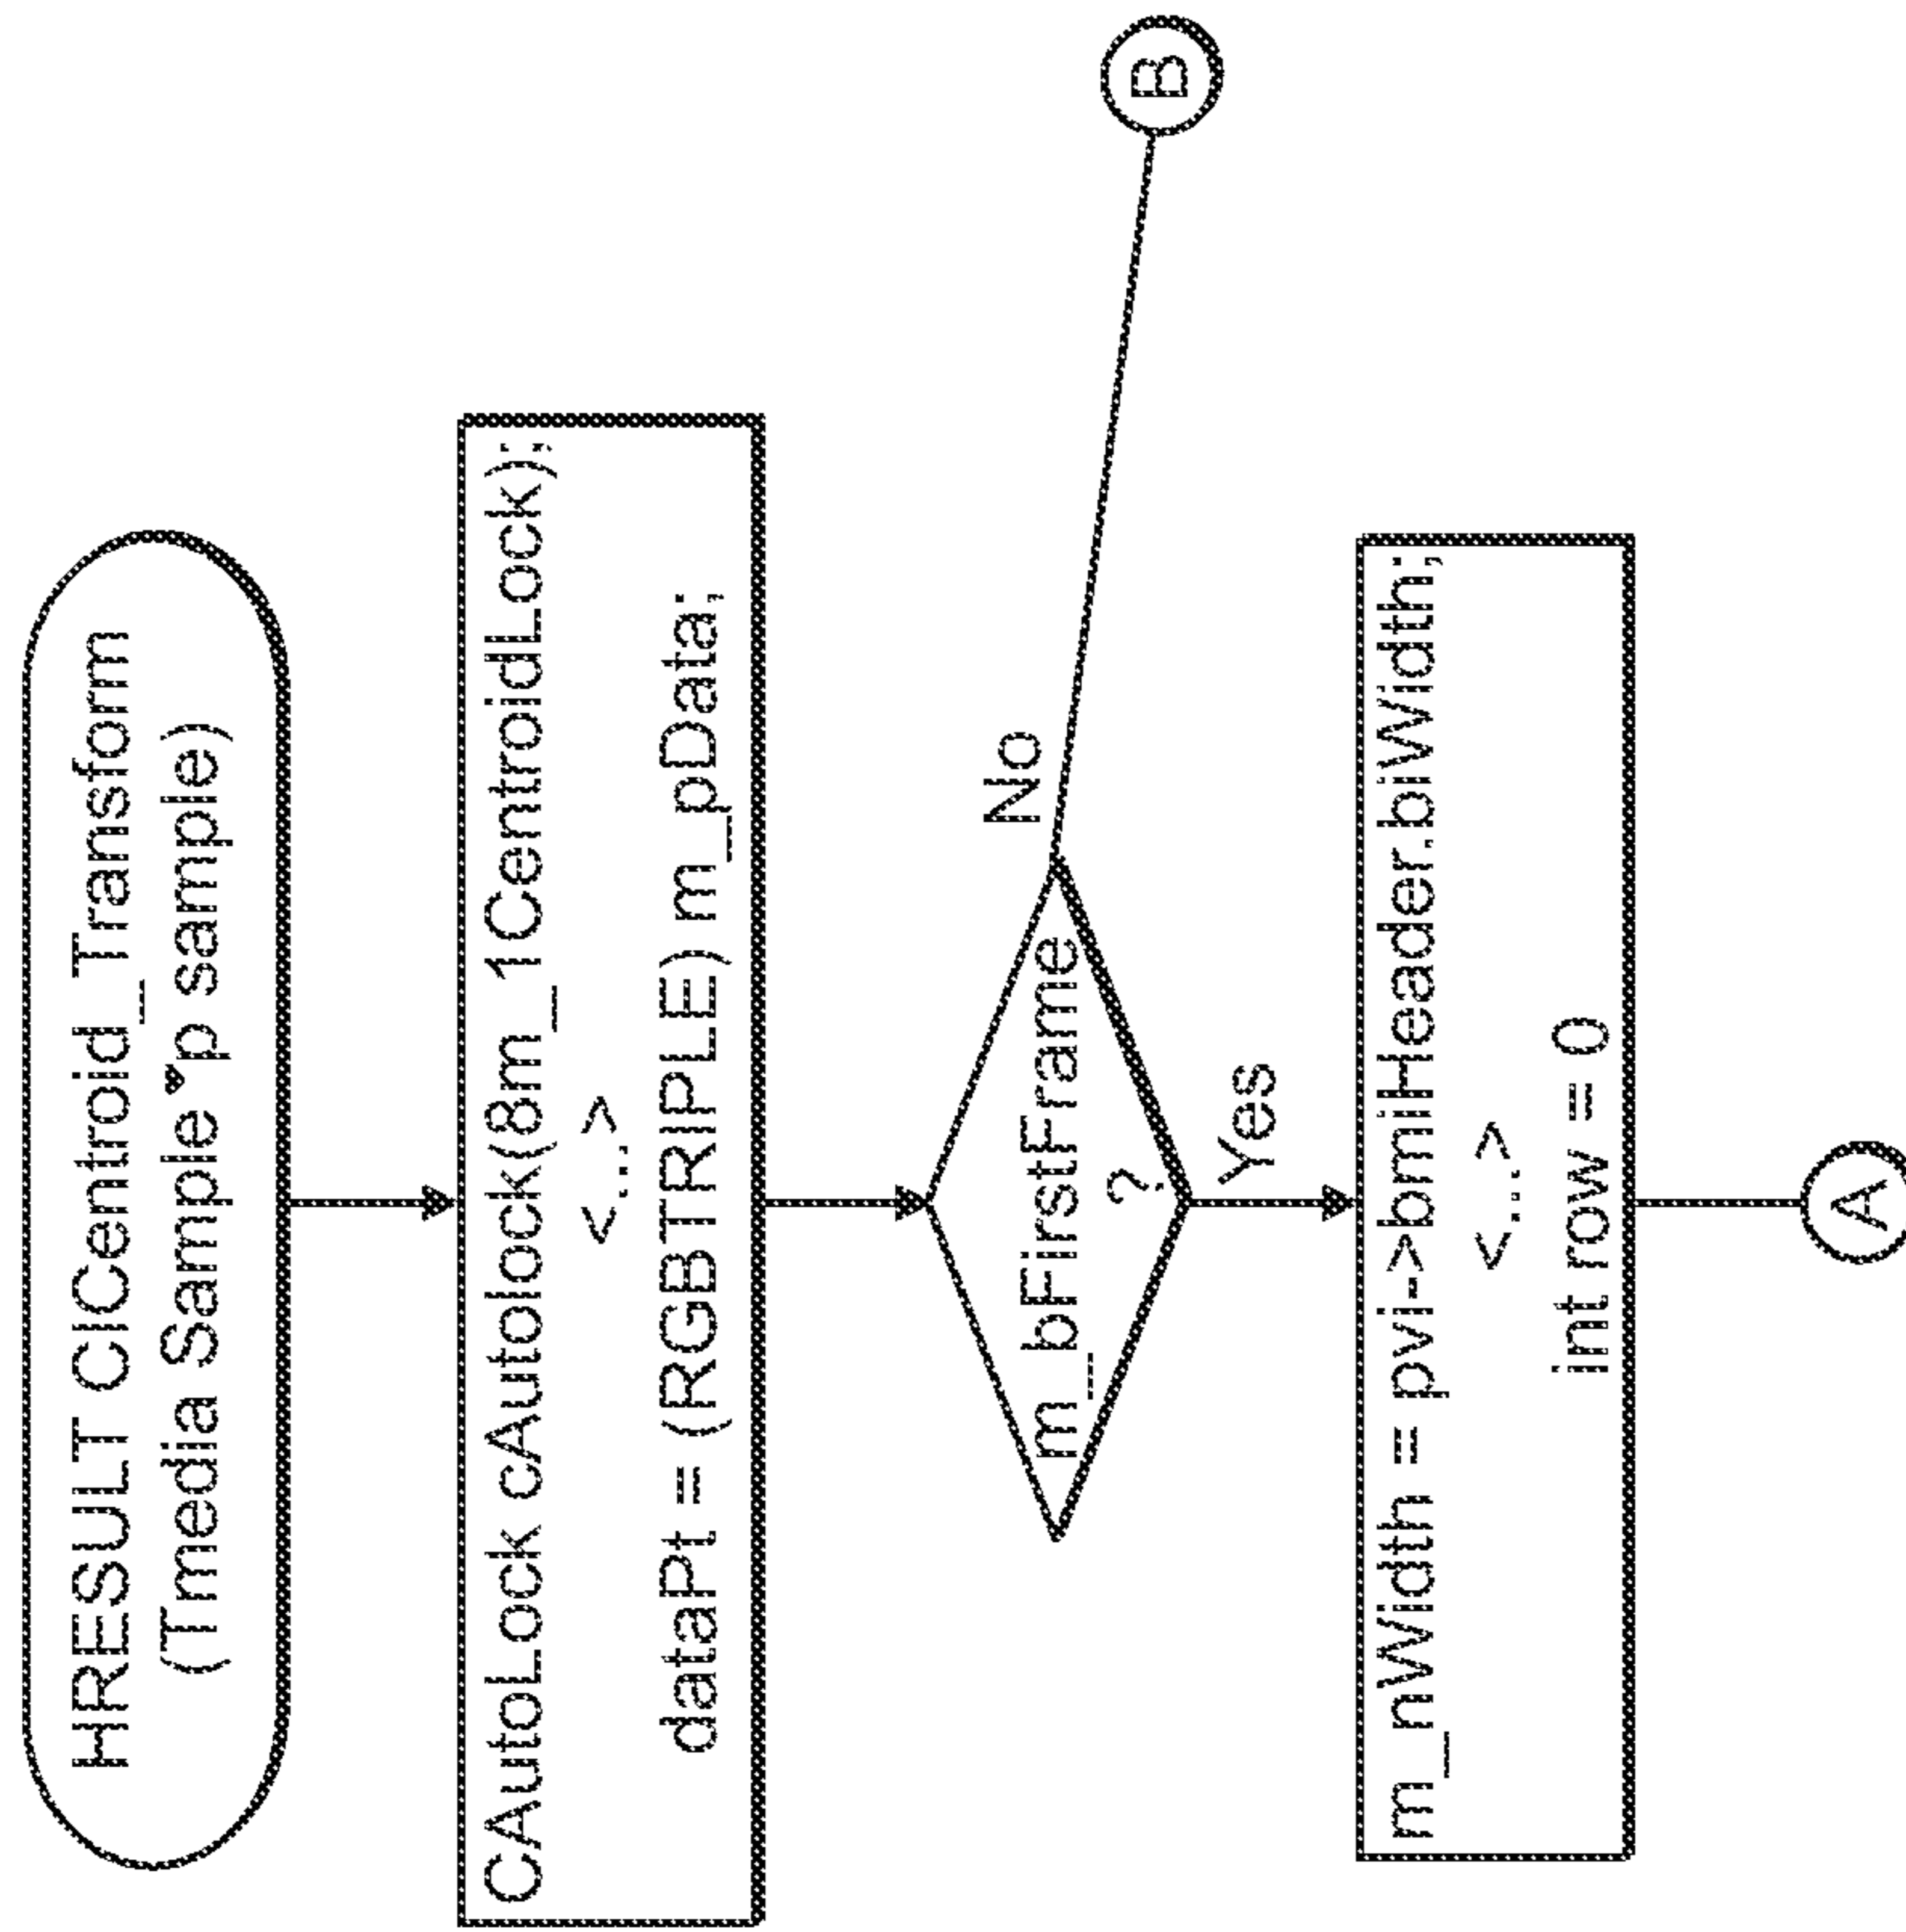 HRESULT CICentroid_Transform
(Tmedia Sample*p sample)
CAutoLock cAutolock(8m_1CentroidLock);
<...>
dataPt = (RGBTRIPLE) m_pData;
m_bFirstFrame
?
No
B
Yes
m_nWidth = pvi->bmiHeader.biWidth;
<...>
int row = 0
A